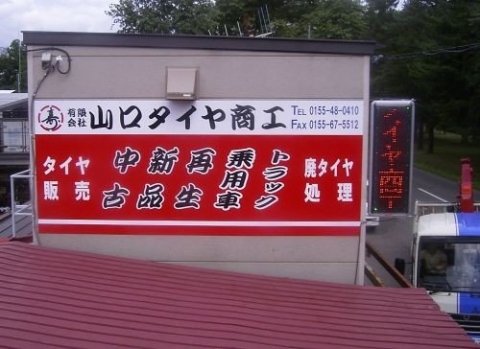 寿
有限会社
山口タイヤ商工
TEL 0155-48-0410
FAX 0155-67-5512
タイヤ販売
中古
新品
再生
乗用車
トラック
廃タイヤ処理